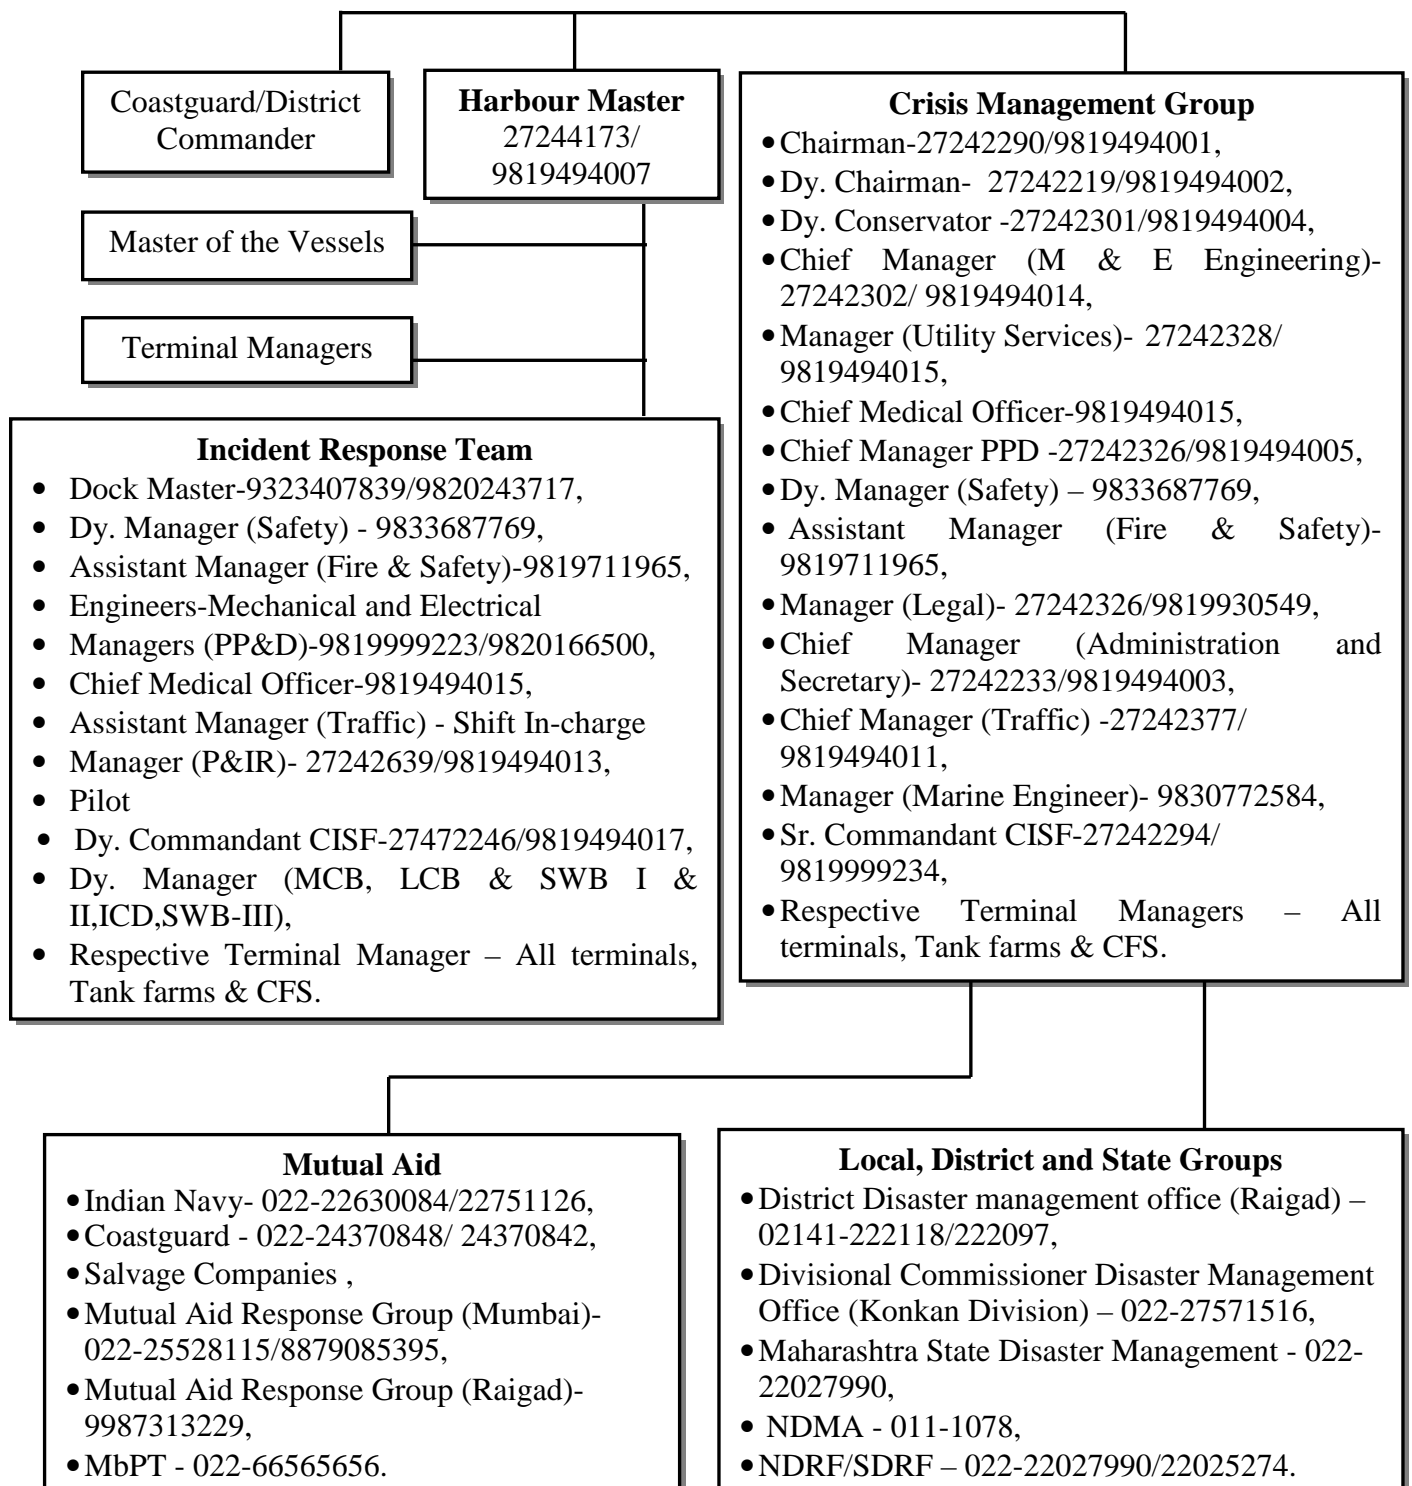 Coastguard/District
Commander
Harbour Master
27244173/
9819494007
Master of the Vessels
Terminal Managers
Incident Response Team
• Dock Master-9323407839/9820243717,
• Dy. Manager (Safety) - 9833687769,
• Assistant Manager (Fire & Safety)-9819711965,
• Engineers-Mechanical and Electrical
• Managers (PP&D)-9819999223/9820166500,
• Chief Medical Officer-9819494015,
• Assistant Manager (Traffic) - Shift In-charge
• Manager (P&IR)- 27242639/9819494013,
• Pilot
• Dy. Commandant CISF-27472246/9819494017,
• Dy. Manager (MCB, LCB & SWB I &
II,ICD,SWB-III),
• Respective Terminal Manager – All terminals,
Tank farms & CFS.
Crisis Management Group
• Chairman-27242290/9819494001,
• Dy. Chairman- 27242219/9819494002,
• Dy. Conservator -27242301/9819494004,
• Chief Manager (M & E Engineering)-
27242302/ 9819494014,
• Manager (Utility Services)- 27242328/
9819494015,
• Chief Medical Officer-9819494015,
• Chief Manager PPD -27242326/9819494005,
• Dy. Manager (Safety) – 9833687769,
• Assistant Manager (Fire & Safety)-
9819711965,
• Manager (Legal)- 27242326/9819930549,
• Chief Manager (Administration and
Secretary)- 27242233/9819494003,
• Chief Manager (Traffic) -27242377/
9819494011,
• Manager (Marine Engineer)- 9830772584,
• Sr. Commandant CISF-27242294/
9819999234,
• Respective Terminal Managers – All
terminals, Tank farms & CFS.
Mutual Aid
• Indian Navy- 022-22630084/22751126,
• Coastguard - 022-24370848/ 24370842,
• Salvage Companies ,
• Mutual Aid Response Group (Mumbai)-
022-25528115/8879085395,
• Mutual Aid Response Group (Raigad)-
9987313229,
• MbPT - 022-66565656.
Local, District and State Groups
• District Disaster management office (Raigad) –
02141-222118/222097,
• Divisional Commissioner Disaster Management
Office (Konkan Division) – 022-27571516,
• Maharashtra State Disaster Management - 022-
22027990,
• NDMA - 011-1078,
• NDRF/SDRF – 022-22027990/22025274.